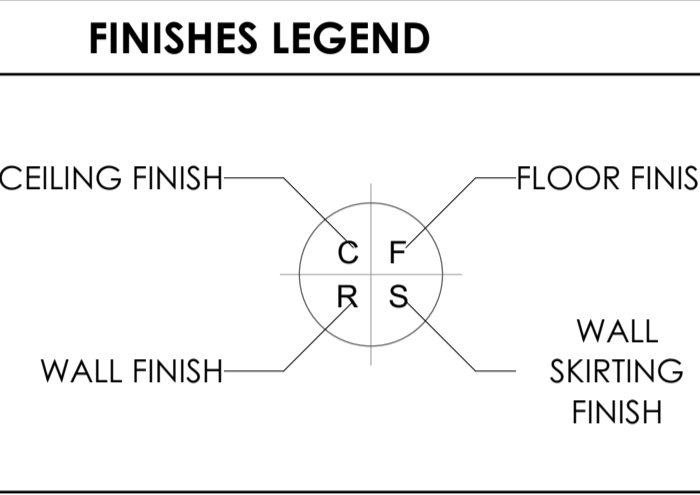 FINISHES LEGEND
CEILING FINISH
FLOOR FINIS
C F
R S
WALL FINISH
WALL
SKIRTING
FINISH